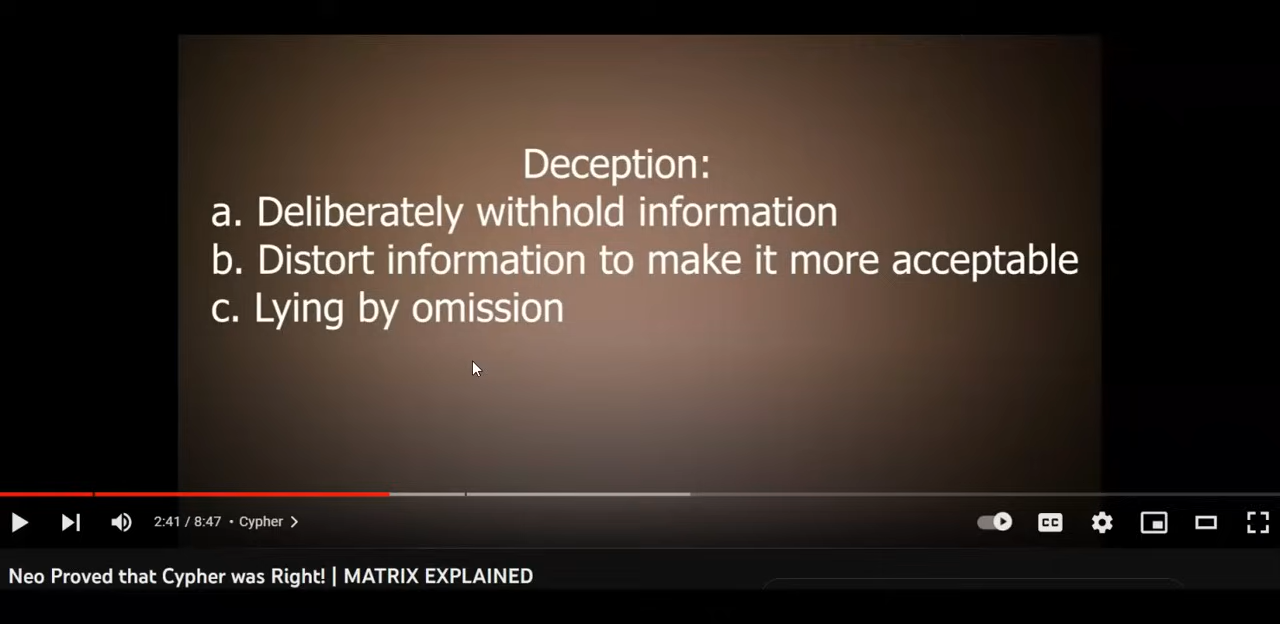 Deception:
a. Deliberately withhold information
b. Distort information to make it more acceptable
c. Lying by omission
2:41 / 8:47 • Cypher >
CC
Neo Proved that Cypher was Right! | MATRIX EXPLAINED